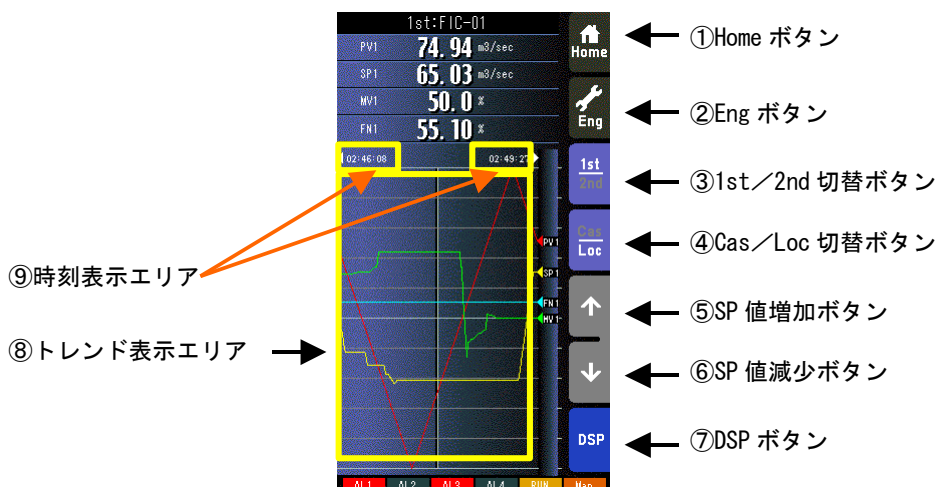 1st:FIC-01
PV1 74.94 m3/sec
SP1 65.03 m3/sec
MV1 50.0 %
FN1 55.10 %
02:46:08 02:49:27
PV1
SP1
FN1
MV1
AL1 AL2 AL3 AL4 RUN Man
Home
Eng
1st
2nd
Cas
Loc
DSP
①Home ボタン
②Eng ボタン
③1st／2nd 切替ボタン
④Cas／Loc 切替ボタン
⑤SP 値増加ボタン
⑥SP 値減少ボタン
⑦DSP ボタン
⑨時刻表示エリア
⑧トレンド表示エリア